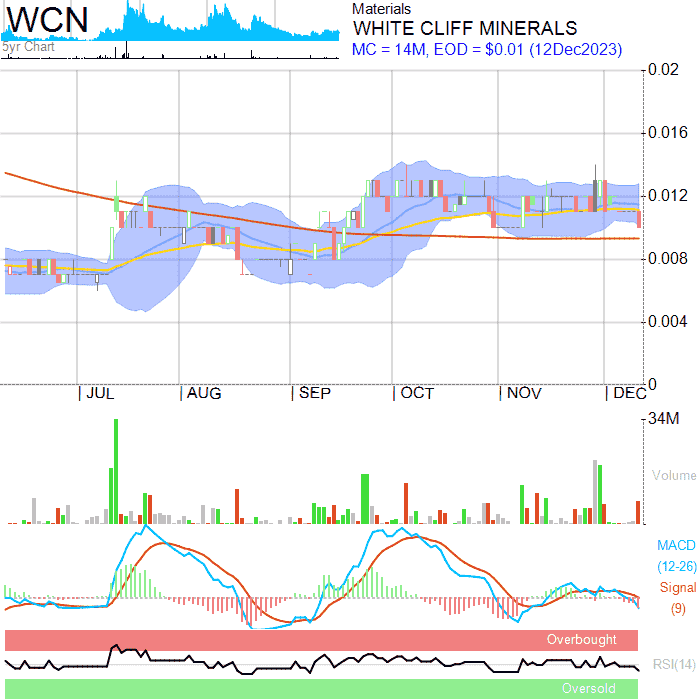 WCN
5yr Chart
Materials
WHITE CLIFF MINERALS
MC = 14M, EOD = $0.01 (12Dec2023)
0.02
0.016
0.012
0.008
0.004
0
| JUL | AUG | SEP | OCT | NOV | DEC
34M
Volume
MACD
(12-26)
Signal
(9)
Overbought
RSI(14)
Oversold